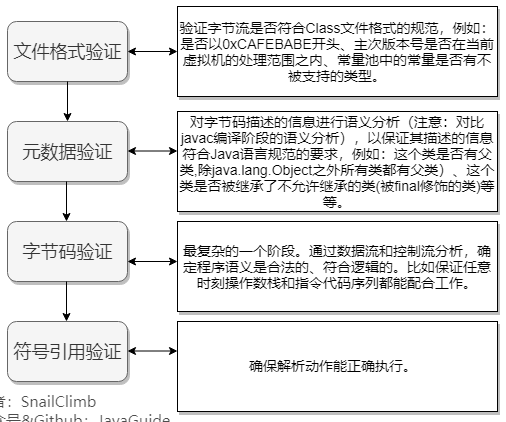 文件格式验证
验证字节流是否符合Class文件格式的规范，例如：
是否以0xCAFEBABE开头、主次版本号是否在当前
虚拟机的处理范围之内、常量池中的常量是否有不
被支持的类型。
元数据验证
对字节码描述的信息进行语义分析（注意：对比
javac编译阶段的语义分析），以保证其描述的信息
符合Java语言规范的要求，例如：这个类是否有父
类,除java.lang.Object之外所有类都有父类）、这个
类是否被继承了不允许继承的类(被final修饰的类)等
等。
字节码验证
最复杂的一个阶段。通过数据流和控制流分析，确
定程序语义是合法的、符合逻辑的。比如保证任意
时刻操作数栈和指令代码序列都能配合工作。
符号引用验证
确保解析动作能正确执行。
者：SnailClimb
众号&Github：JavaGuide